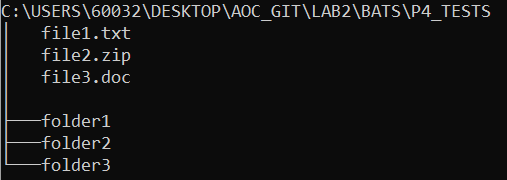 C:\USERS\60032\DESKTOP\AOC_GIT\LAB2\BATS\P4_TESTS
│   file1.txt
│   file2.zip
│   file3.doc
│
├───folder1
├───folder2
└───folder3